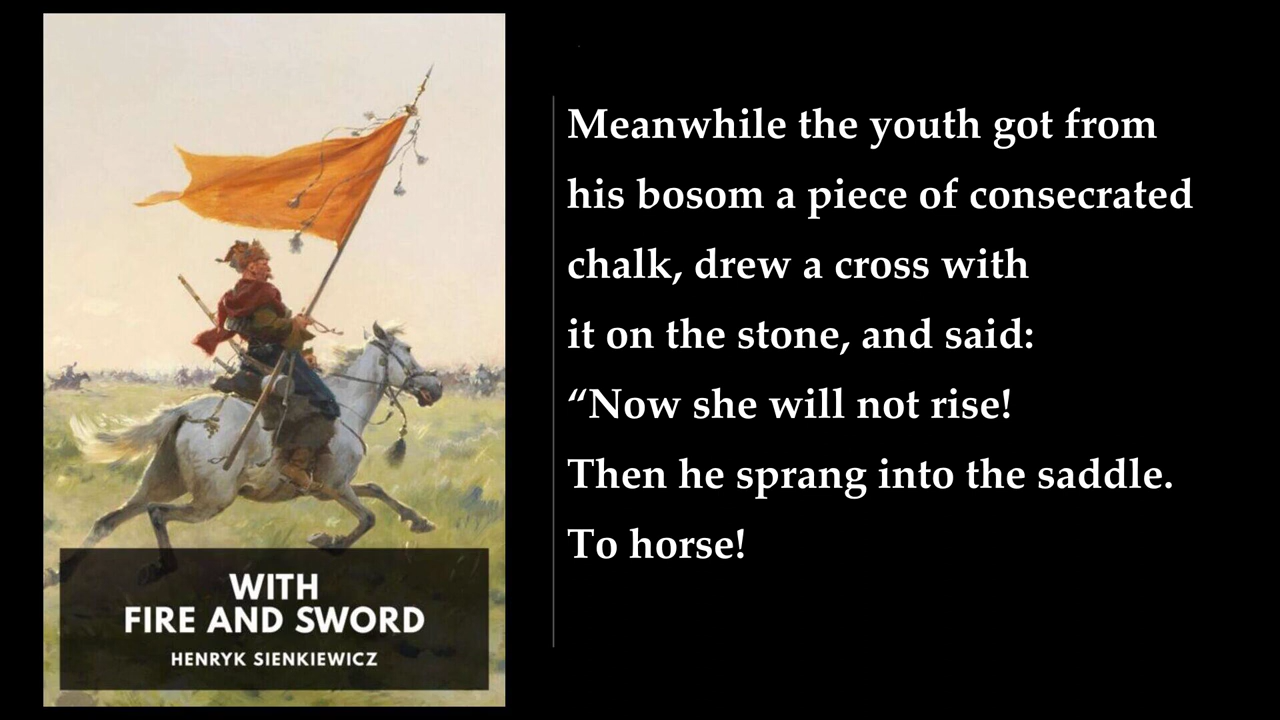 WITH
FIRE AND SWORD
HENRYK SIENKIEWICZ
Meanwhile the youth got from
his bosom a piece of consecrated
chalk, drew a cross with
it on the stone, and said:
“Now she will not rise!
Then he sprang into the saddle.
To horse!